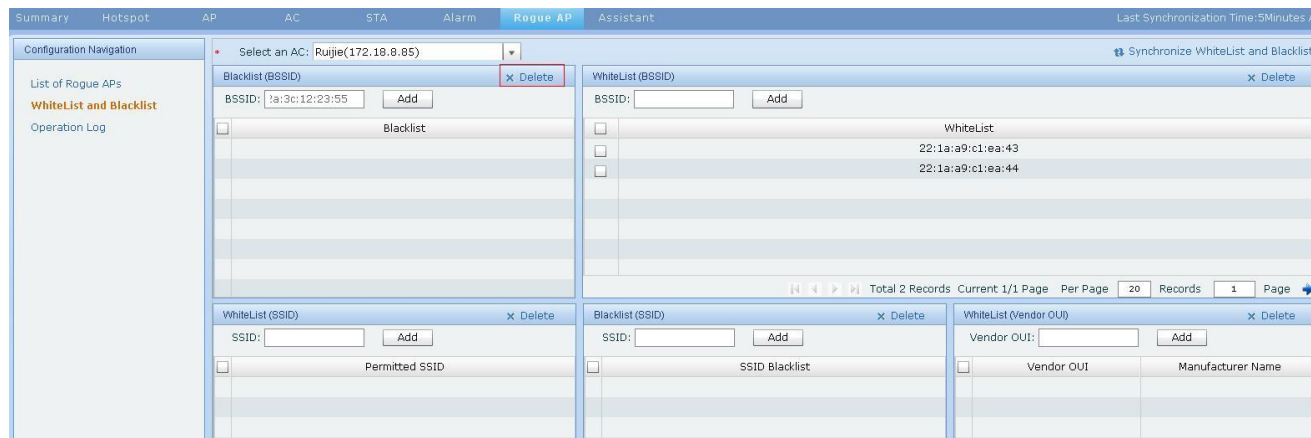 Summary Hotspot AP AC STA Alarm Rogue AP Assistant Last Synchronization Time:5Minutes
Configuration Navigation
List of Rogue APs
WhiteList and Blacklist
Operation Log
* Select an AC: Ruijie(172.18.8.85)
Synchronize WhiteList and Blacklist
Blacklist (BSSID) × Delete
BSSID: a:3c:12:23:55 Add
Blacklist
WhiteList (BSSID) × Delete
BSSID: Add
WhiteList
22:1a:a9:c1:ea:43
22:1a:a9:c1:ea:44
Total 2 Records Current 1/1 Page Per Page 20 Records 1 Page
WhiteList (SSID) × Delete
SSID: Add
Permitted SSID
Blacklist (SSID) × Delete
SSID: Add
SSID Blacklist
WhiteList (Vendor OUI) × Delete
Vendor OUI: Add
Vendor OUI Manufacturer Name